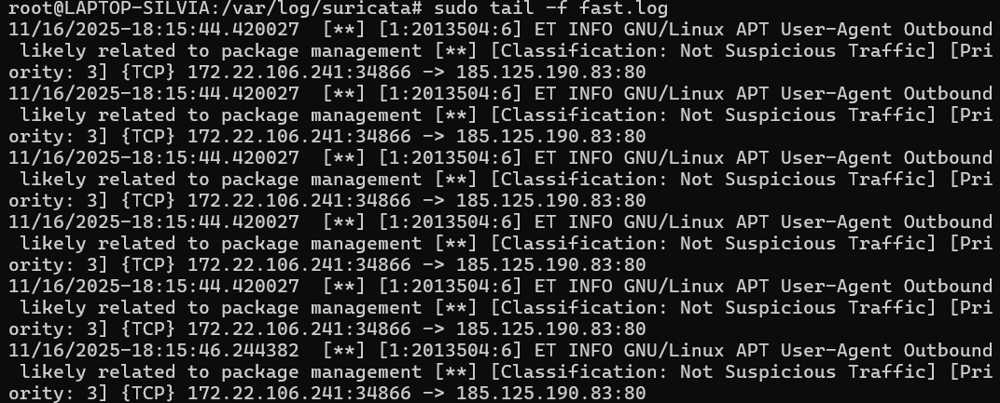 root@LAPTOP-SILVIA:/var/log/suricata# sudo tail -f fast.log
11/16/2025-18:15:44.420027  [**] [1:2013504:6] ET INFO GNU/Linux APT User-Agent Outbound
 likely related to package management [**] [Classification: Not Suspicious Traffic] [Pri
ority: 3] {TCP} 172.22.106.241:34866 -> 185.125.190.83:80
11/16/2025-18:15:44.420027  [**] [1:2013504:6] ET INFO GNU/Linux APT User-Agent Outbound
 likely related to package management [**] [Classification: Not Suspicious Traffic] [Pri
ority: 3] {TCP} 172.22.106.241:34866 -> 185.125.190.83:80
11/16/2025-18:15:44.420027  [**] [1:2013504:6] ET INFO GNU/Linux APT User-Agent Outbound
 likely related to package management [**] [Classification: Not Suspicious Traffic] [Pri
ority: 3] {TCP} 172.22.106.241:34866 -> 185.125.190.83:80
11/16/2025-18:15:44.420027  [**] [1:2013504:6] ET INFO GNU/Linux APT User-Agent Outbound
 likely related to package management [**] [Classification: Not Suspicious Traffic] [Pri
ority: 3] {TCP} 172.22.106.241:34866 -> 185.125.190.83:80
11/16/2025-18:15:44.420027  [**] [1:2013504:6] ET INFO GNU/Linux APT User-Agent Outbound
 likely related to package management [**] [Classification: Not Suspicious Traffic] [Pri
ority: 3] {TCP} 172.22.106.241:34866 -> 185.125.190.83:80
11/16/2025-18:15:46.244382  [**] [1:2013504:6] ET INFO GNU/Linux APT User-Agent Outbound
 likely related to package management [**] [Classification: Not Suspicious Traffic] [Pri
ority: 3] {TCP} 172.22.106.241:34866 -> 185.125.190.83:80